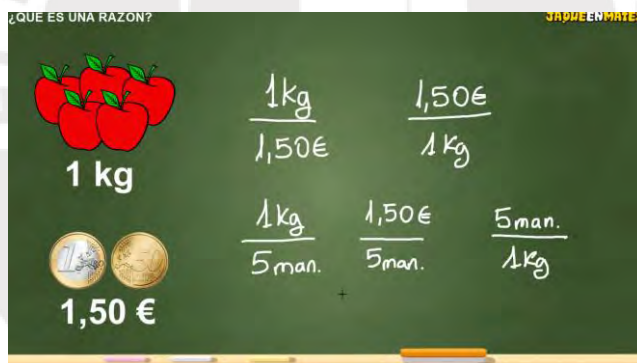 ¿QUE ES UNA RAZON?
JAQUEENMATE
1kg 1,50€
1,50€ 1kg
1 kg
1kg 1,50€ 5man.
5man. 5man. 1kg
1,50 €